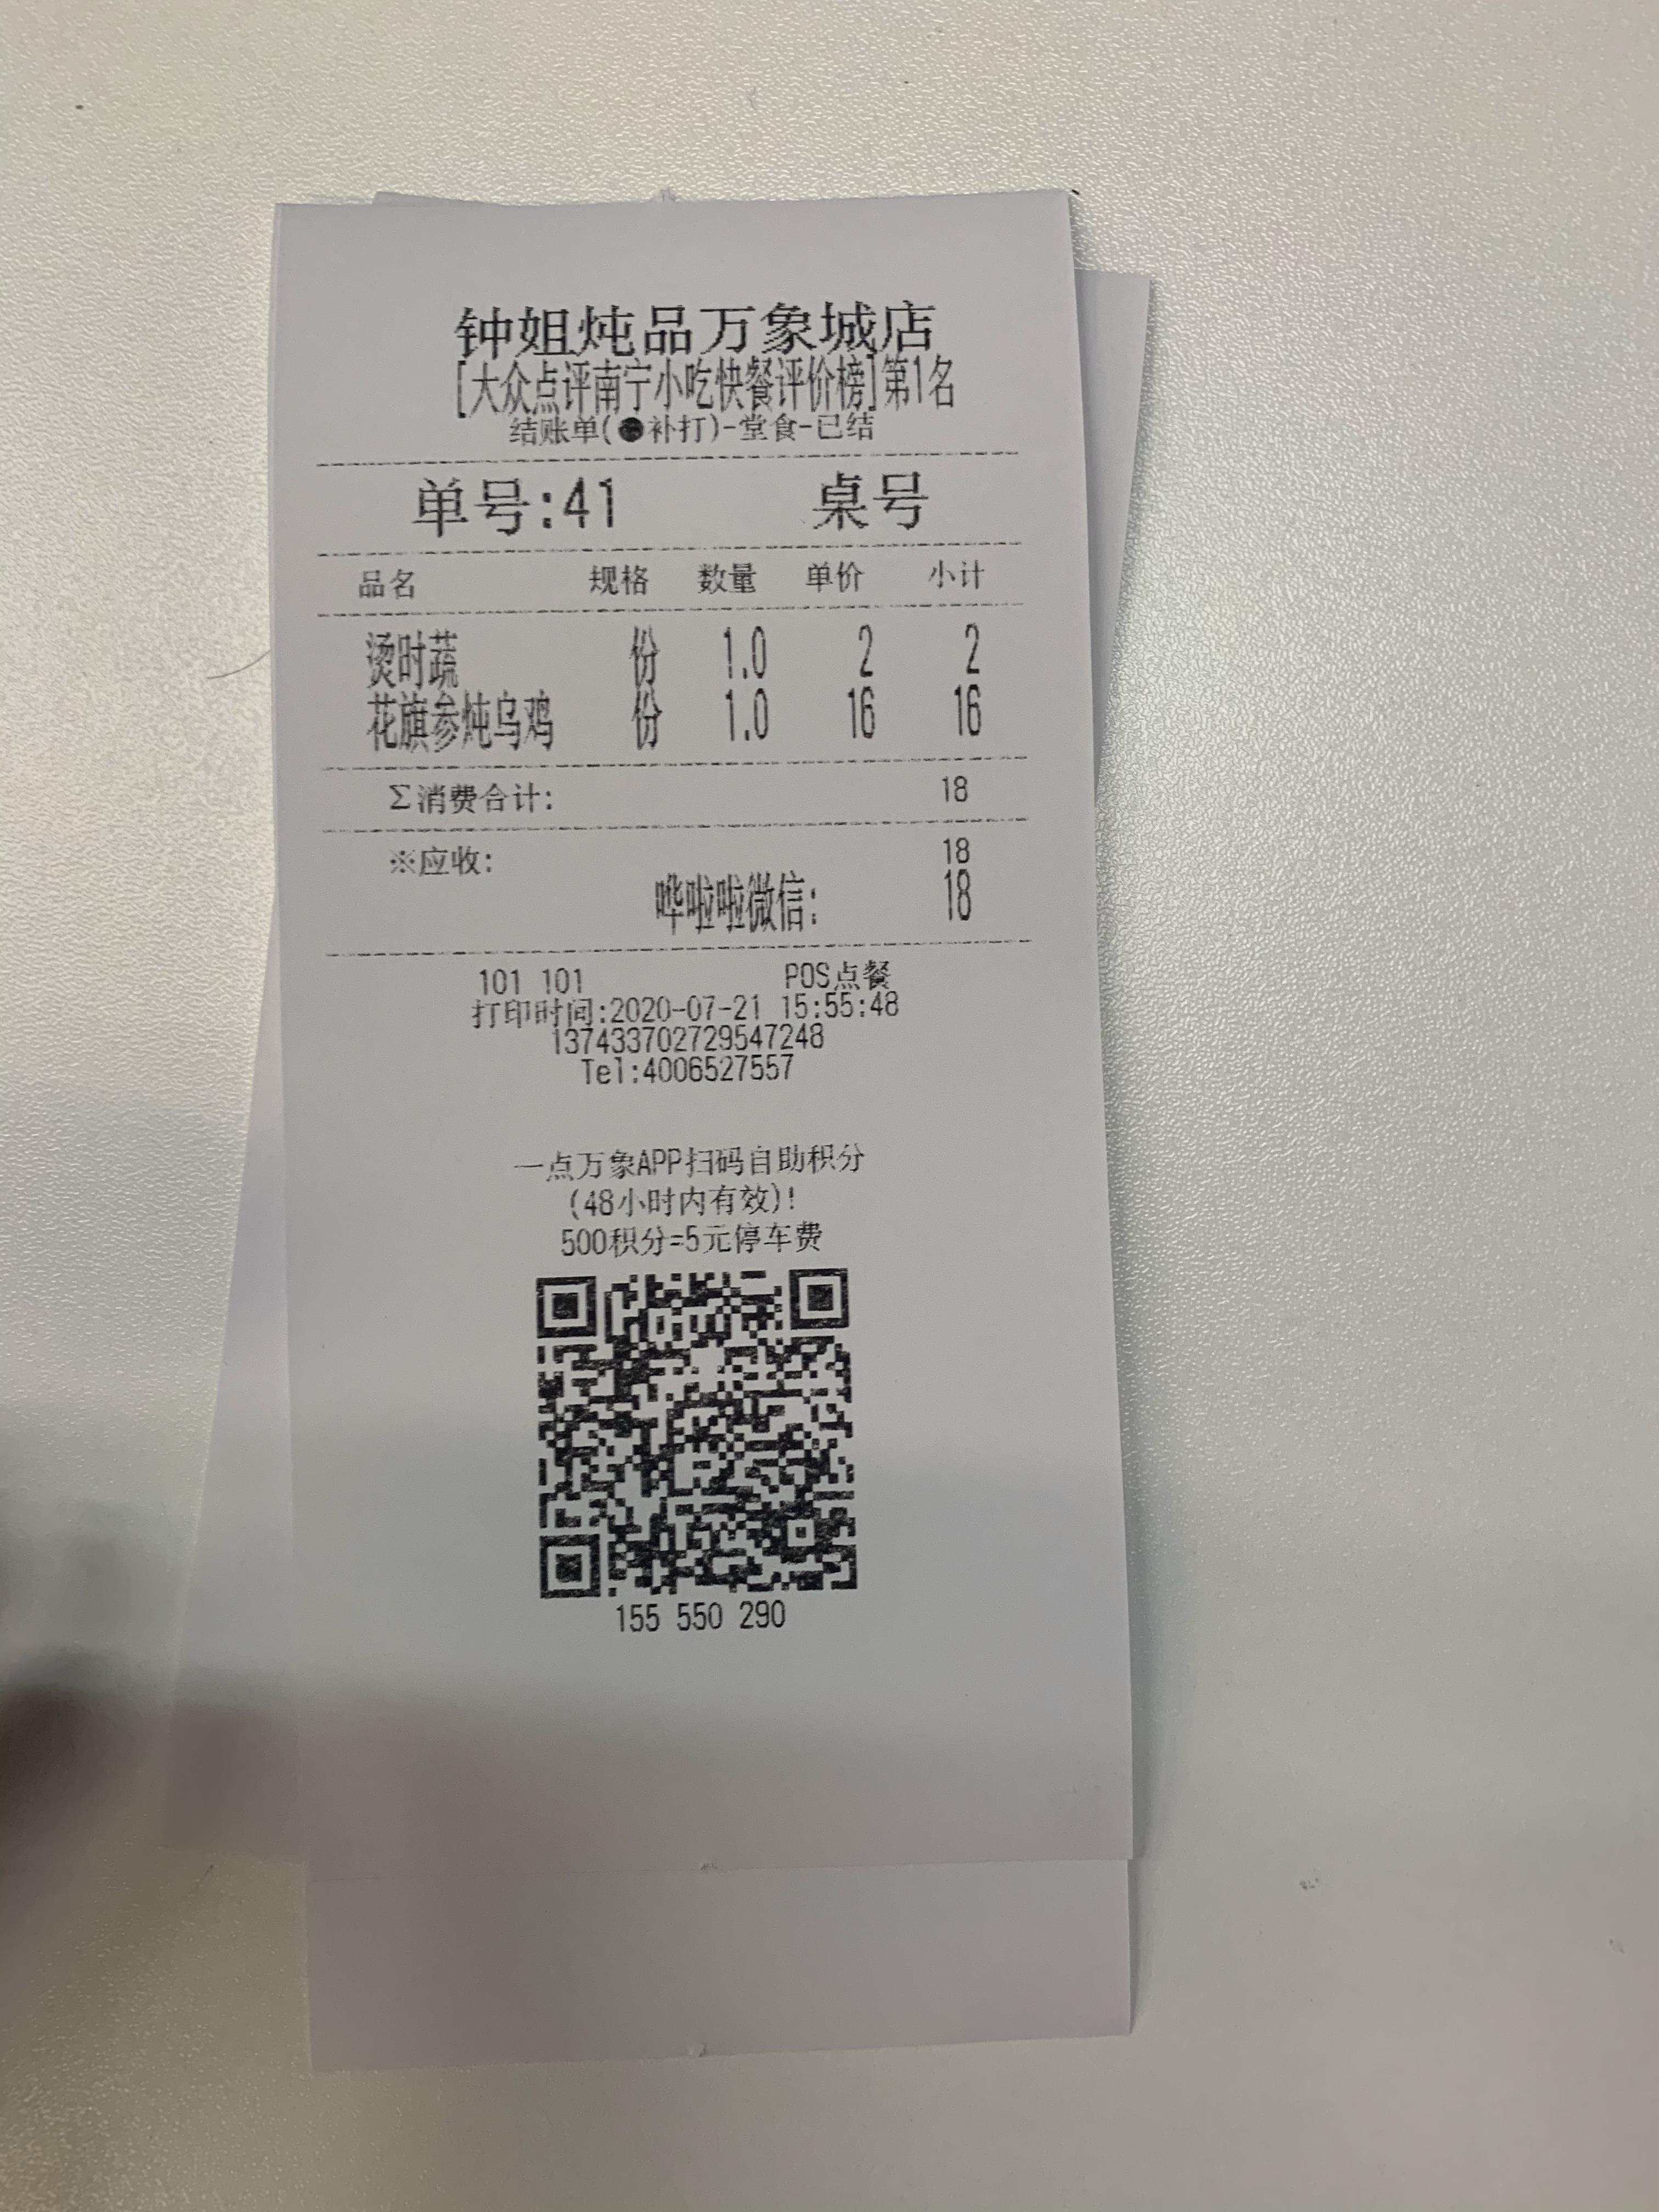 钟姐炖品万象城店
[大众点评南宁小吃快餐评价榜]第1名
结账单(●补打)-堂食-已结
单号:41 桌号
品名 规格 数量 单价 小计
烫时蔬 份 1.0 2 2
花旗参炖乌鸡 份 1.0 16 16
Σ消费合计: 18
※应收: 18
哗啦啦微信: 18
101 101 POS点餐
打印时间:2020-07-21 15:55:48
137433702729547248
Tel:4006527557
一点万象APP扫码自助积分
(48小时内有效)!
500积分=5元停车费
155 550 290